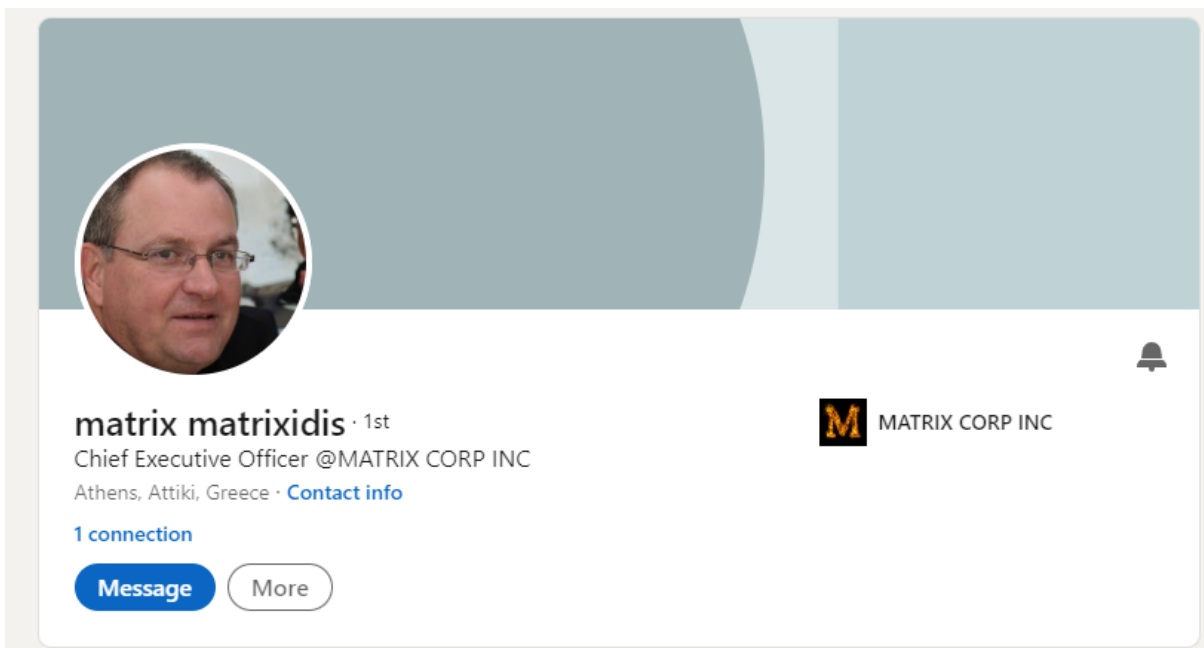 matrix matrixidis · 1st
Chief Executive Officer @MATRIX CORP INC
Athens, Attiki, Greece · Contact info
1 connection
Message
More
M
MATRIX CORP INC